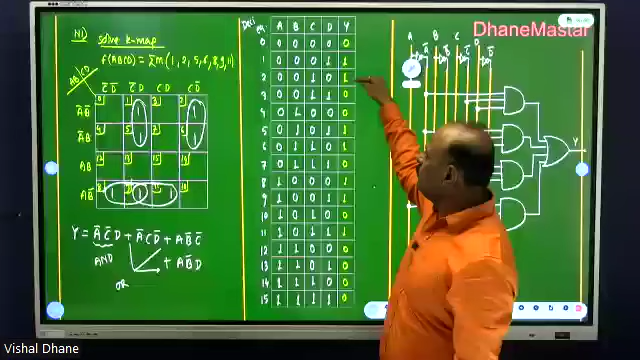 N1) solve k-map
f(ABCD) = Σm(1, 2, 5, 6, 8, 9, 11)
AB CD C̅D̅ C̅D CD CD̅
A̅B̅
A̅B
AB
AB̅
Y = A̅C̅D + A̅CD̅ + AB̅C̅
+ AB̅D
AND
OR
Deci A B C D Y
0 0 0 0 0 0
1 0 0 0 1 1
2 0 0 1 0 1
3 0 0 1 1 0
4 0 1 0 0 0
5 0 1 0 1 1
6 0 1 1 0 1
7 0 1 1 1 0
8 1 0 0 0 1
9 1 0 0 1 1
10 1 0 1 0 0
11 1 0 1 1 1
12 1 1 0 0 0
13 1 1 0 1 0
14 1 1 1 0 0
15 1 1 1 1 0
DhaneMastar
A B C D
Y
Vishal Dhane